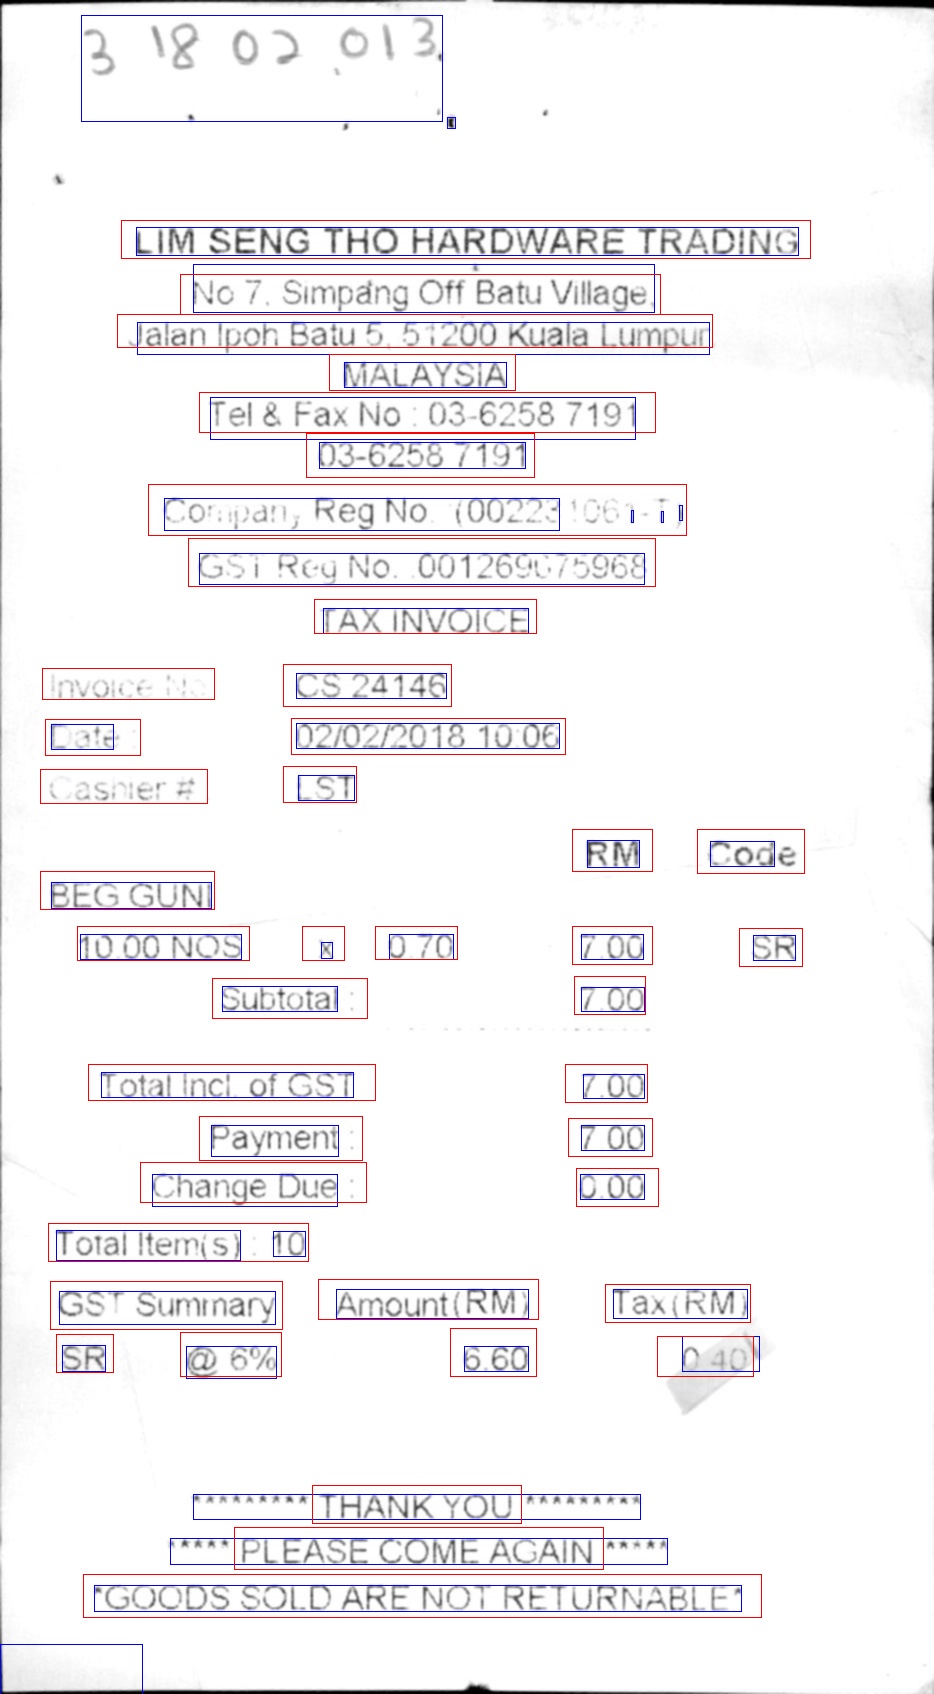 3 18 02 013
LIM SENG THO HARDWARE TRADING
No 7, Simpang Off Batu Village,
Jalan Ipoh Batu 5, 51200 Kuala Lumpur
MALAYSIA
Tel & Fax No : 03-6258 7191
03-6258 7191
Company Reg No. (002231061-T)
GST Reg No. :001269075968
TAX INVOICE
Invoice No CS 24146
Date : 02/02/2018 10:06
Cashier # LST
RM Code
BEG GUNI
10.00 NOS x 0.70 7.00 SR
Subtotal : 7.00
Total Incl. of GST 7.00
Payment : 7.00
Change Due : 0.00
Total Item(s) : 10
GST Summary Amount(RM) Tax(RM)
SR @ 6% 6.60 0.40
********* THANK YOU *********
***** PLEASE COME AGAIN *****
*GOODS SOLD ARE NOT RETURNABLE*